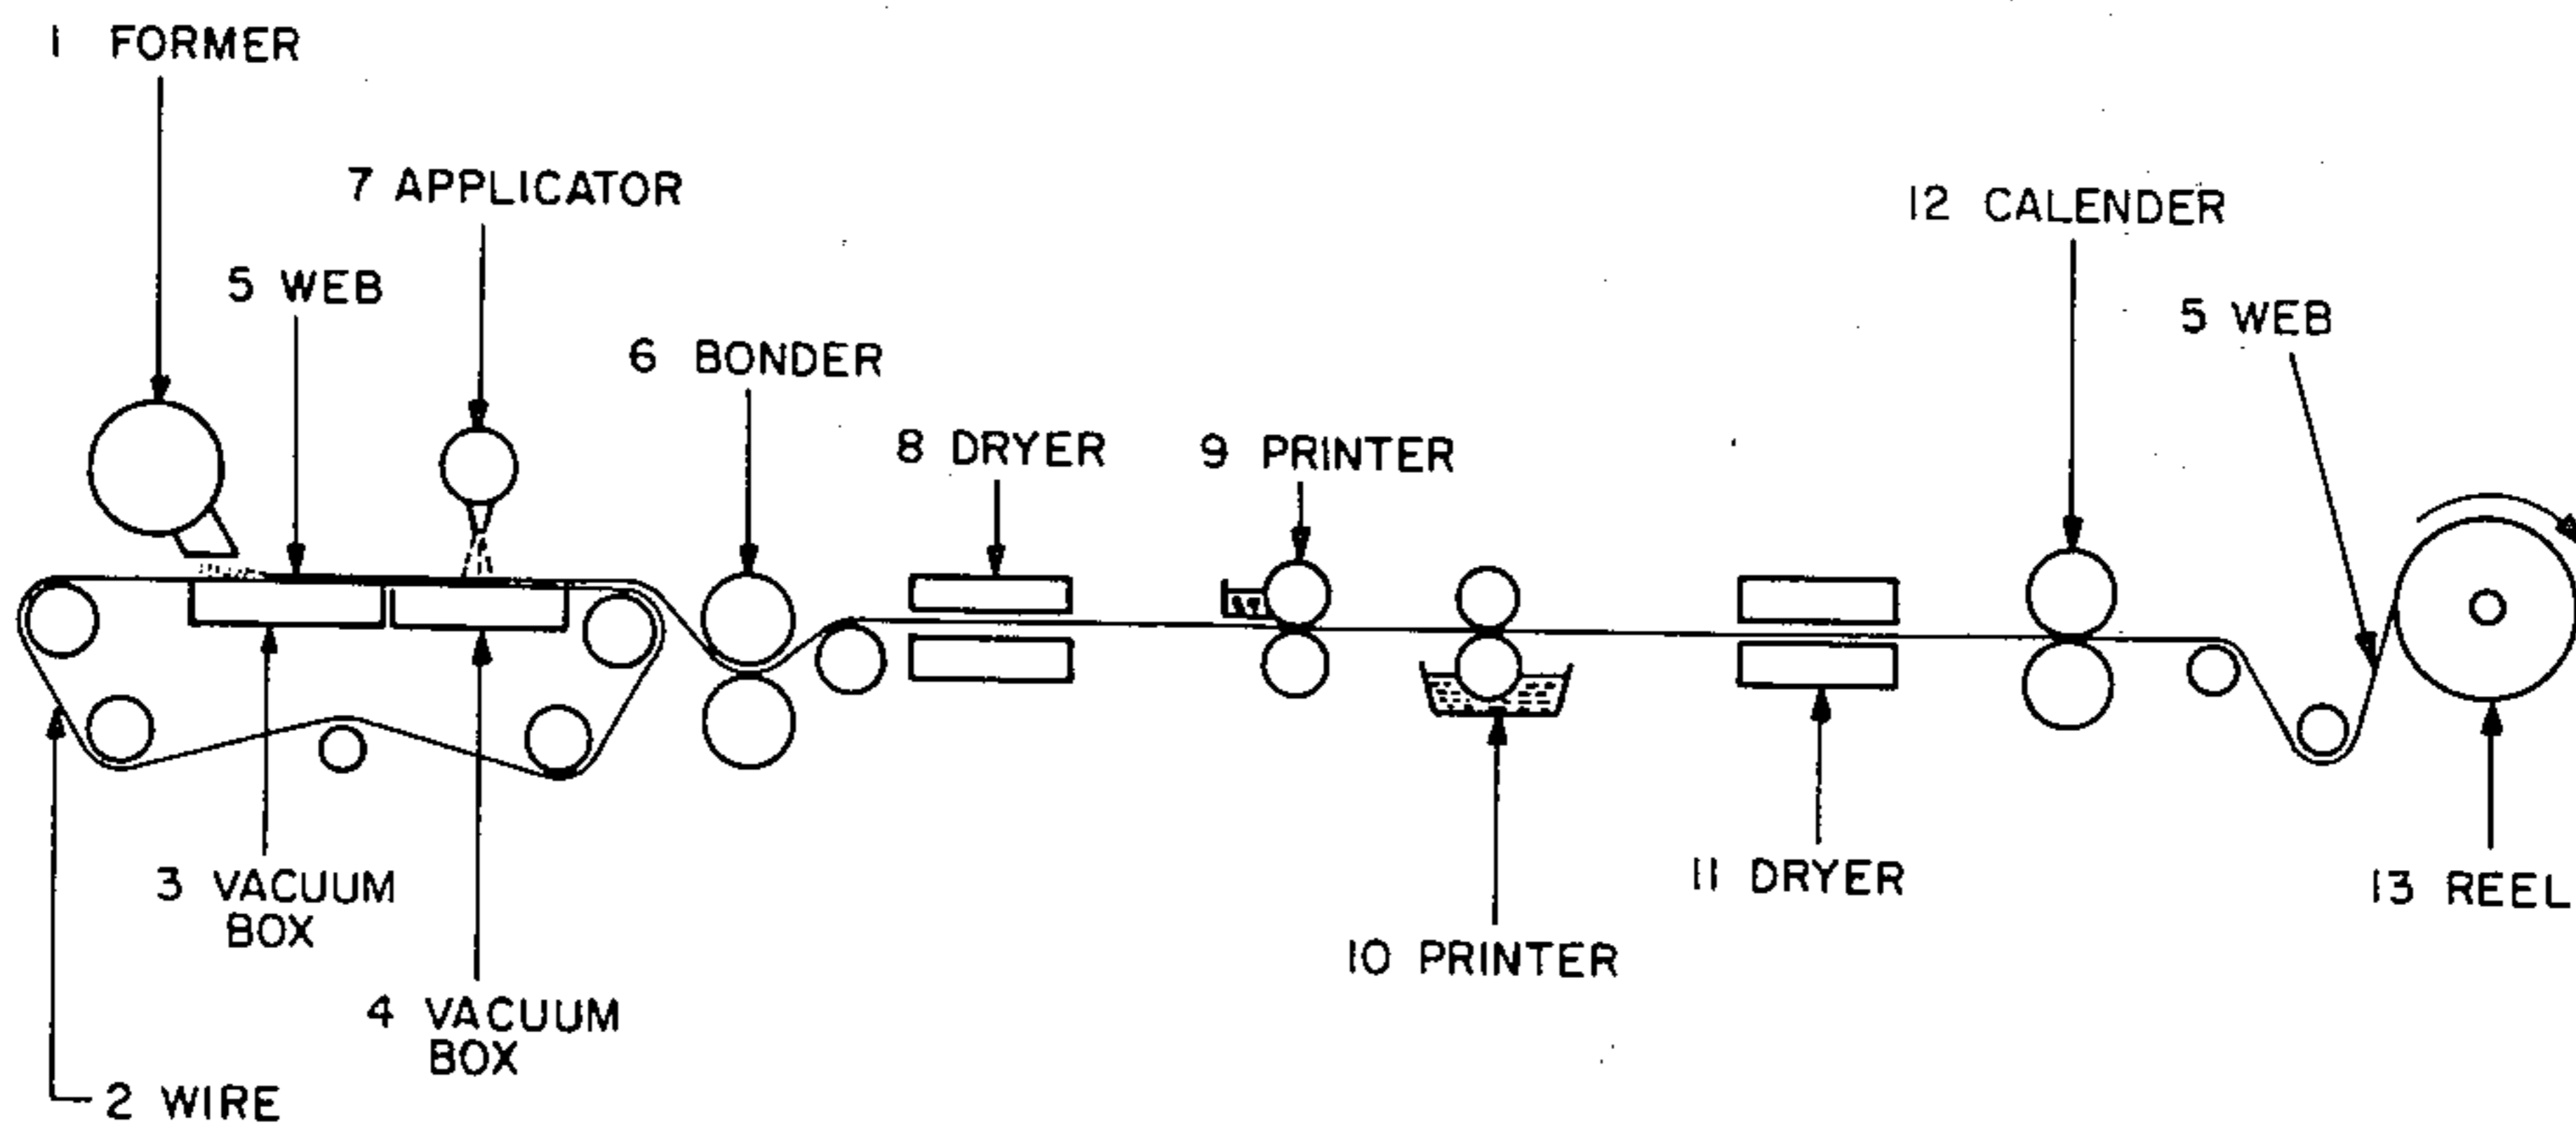 1 FORMER
7 APPLICATOR
12 CALENDER
5 WEB
5 WEB
6 BONDER
8 DRYER
9 PRINTER
3 VACUUM
BOX
11 DRYER
13 REEL
10 PRINTER
4 VACUUM
BOX
2 WIRE